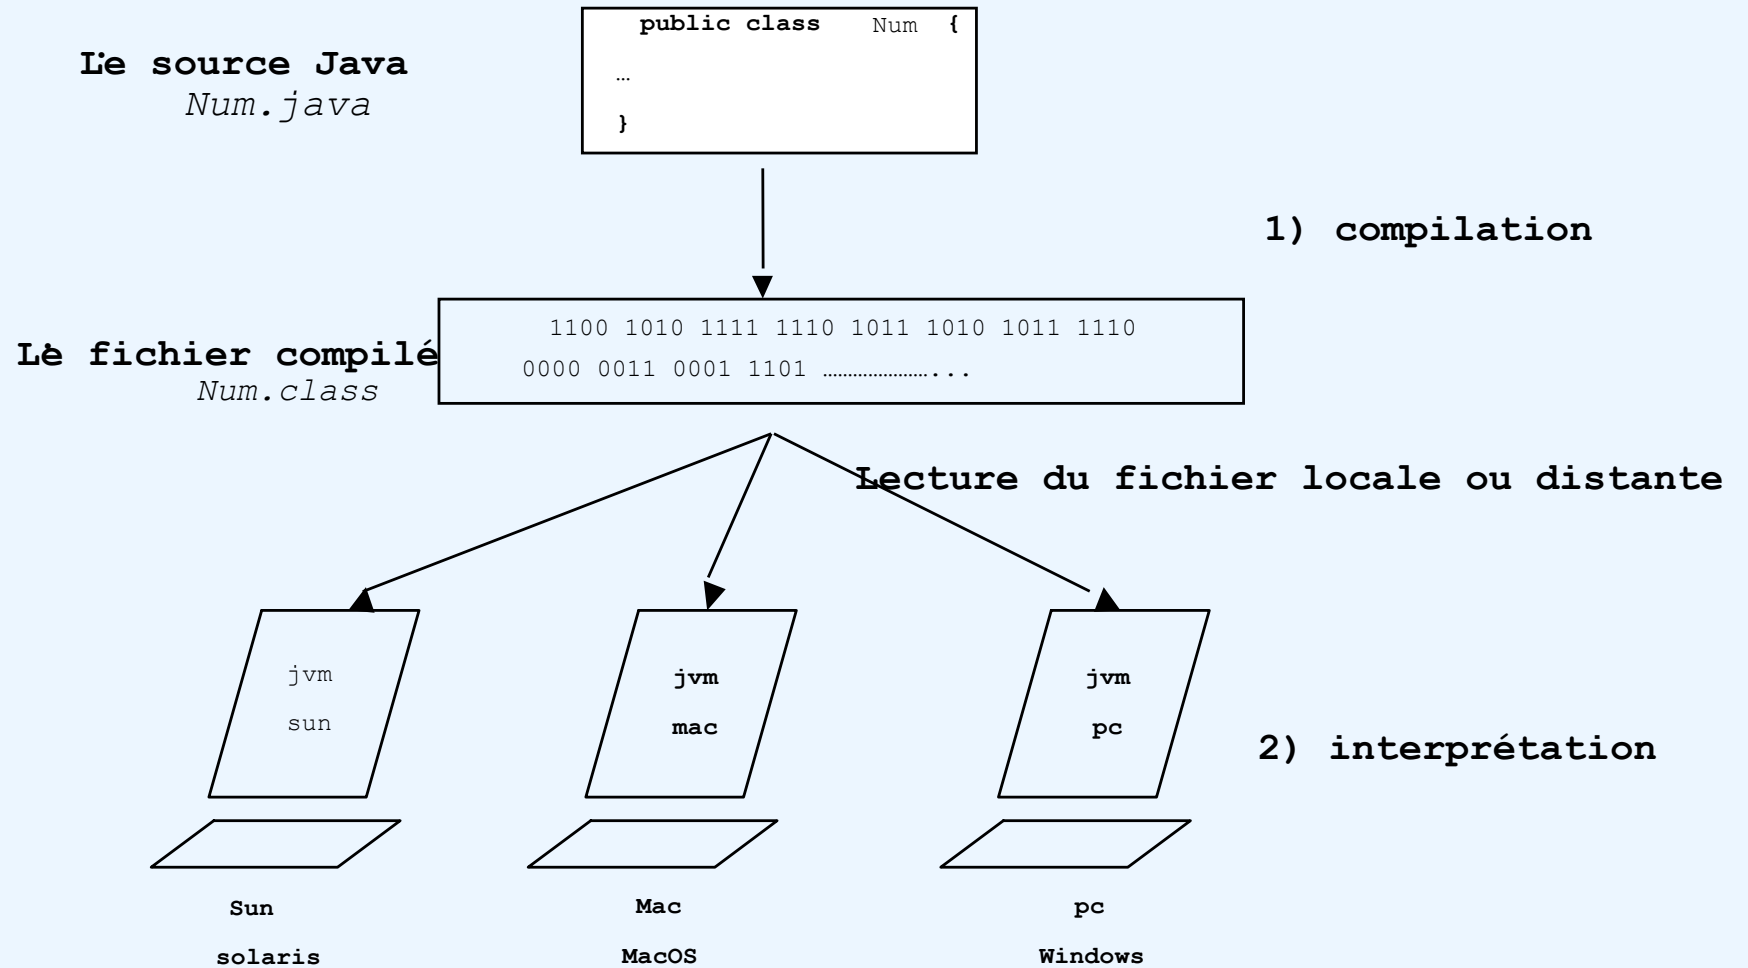 public class Num {
Le source Java
Num.java
…
}
1) compilation
1100 1010 1111 1110 1011 1010 1011 1110
Le fichier compilé
0000 0011 0001 1101 …………………...
Num.class
Lecture du fichier locale ou distante
jvm
sun
jvm
mac
jvm
pc
2) interprétation
Sun
solaris
Mac
MacOS
pc
Windows